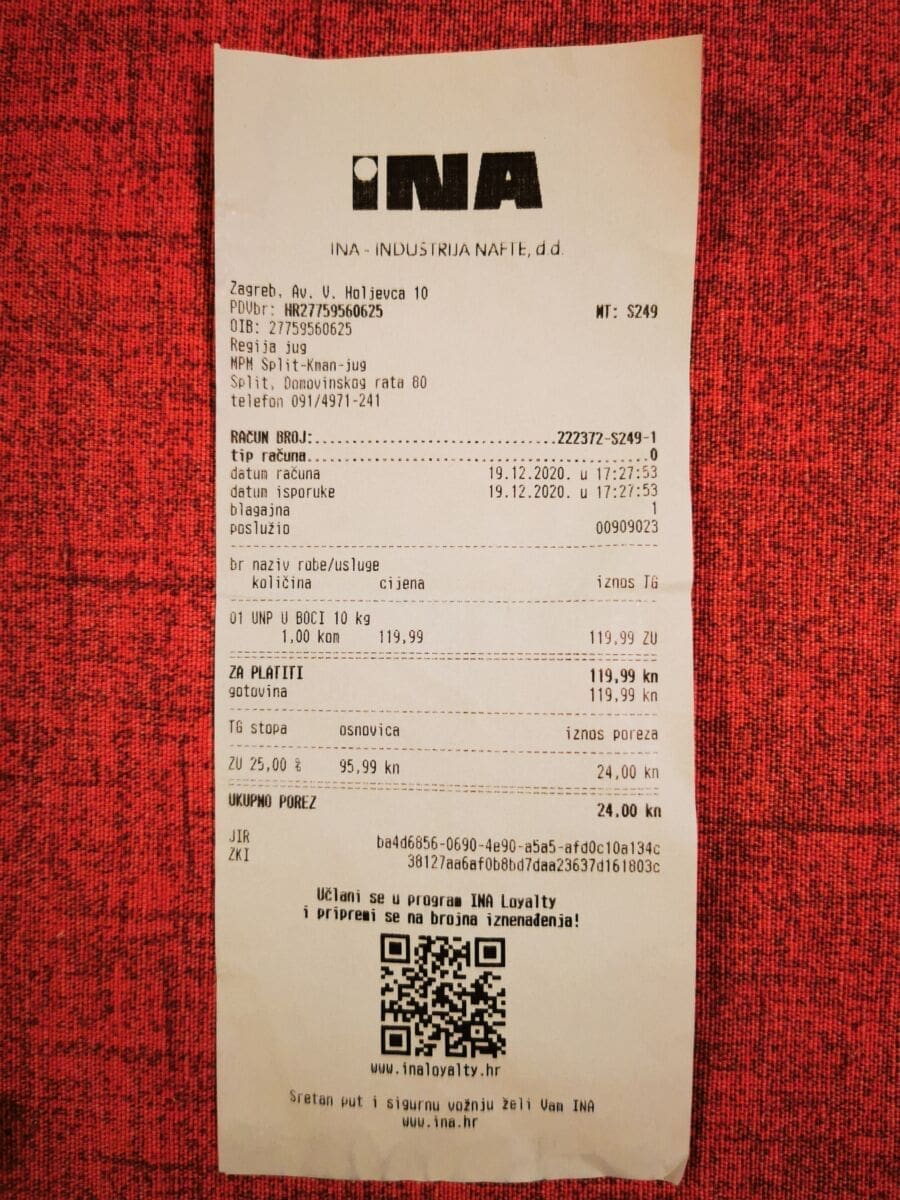 iNA
INA - INDUSTRIJA NAFTE, d.d.
Zagreb, Av. V. Holjevca 10
PDVbr: HR27759560625 MT: S249
OIB: 27759560625
Regija jug
MPM Split-Kman-jug
Split, Domovinskog rata 80
telefon 091/4971-241
RAČUN BROJ:..............................222372-S249-1
tip računa..........................................0
datum računa 19.12.2020. u 17:27:53
datum isporuke 19.12.2020. u 17:27:53
blagajna 1
poslužio 00909023
br naziv robe/usluge
količina cijena iznos TG
01 UNP U BOCI 10 kg
1,00 kom 119,99 119,99 ZU
ZA PLATITI 119,99 kn
gotovina 119,99 kn
TG stopa osnovica iznos poreza
ZU 25,00 % 95,99 kn 24,00 kn
UKUPNO POREZ 24,00 kn
JIR ba4d6856-0690-4e90-a5a5-afd0c10a134c
ZKI 38127aa6af0b8bd7daa23637d161803c
Učlani se u program INA Loyalty
i pripremi se na brojna iznenađenja!
www.inaloyalty.hr
Sretan put i sigurnu vožnju želi Vam INA
www.ina.hr